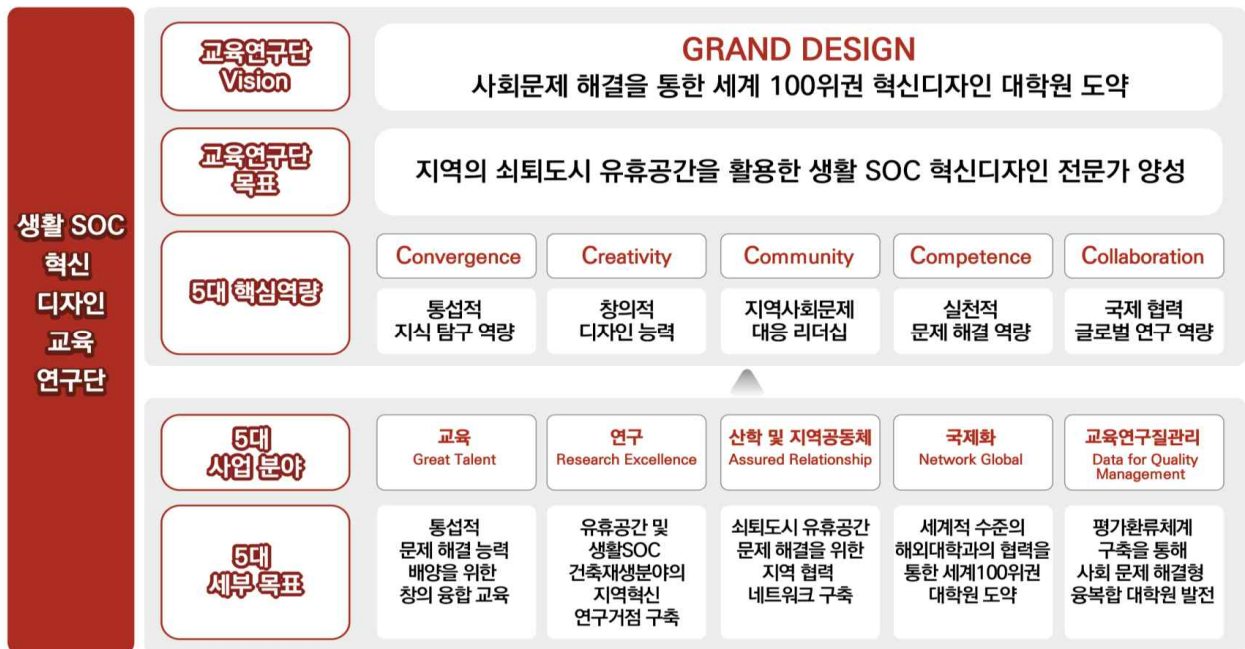 생활 SOC
혁신
디자인
교육
연구단
교육연구단
Vision
GRAND DESIGN
사회문제 해결을 통한 세계 100위권 혁신디자인 대학원 도약
교육연구단
목표
지역의 쇠퇴도시 유휴공간을 활용한 생활 SOC 혁신디자인 전문가 양성
5대 핵심역량
Convergence
통섭적
지식 탐구 역량
Creativity
창의적
디자인 능력
Community
지역사회문제
대응 리더십
Competence
실천적
문제 해결 역량
Collaboration
국제 협력
글로벌 연구 역량
5대
사업 분야
교육
Great Talent
연구
Research Excellence
산학 및 지역공동체
Assured Relationship
국제화
Network Global
교육연구질관리
Data for Quality
Management
5대
세부 목표
통섭적
문제 해결 능력
배양을 위한
창의 융합 교육
유휴공간 및
생활SOC
건축재생분야의
지역혁신
연구거점 구축
쇠퇴도시 유휴공간
문제 해결을 위한
지역 협력
네트워크 구축
세계적 수준의
해외대학과의 협력을
통한 세계100위권
대학원 도약
평가환류체계
구축을 통해
사회 문제 해결형
융복합 대학원 발전